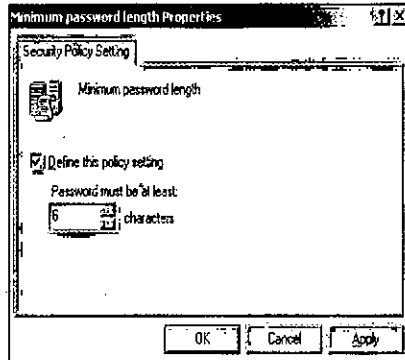 Minimum password length Properties
Security Policy Setting
Minimum password length
Define this policy setting
Password must be at least:
6 characters
OK Cancel Apply